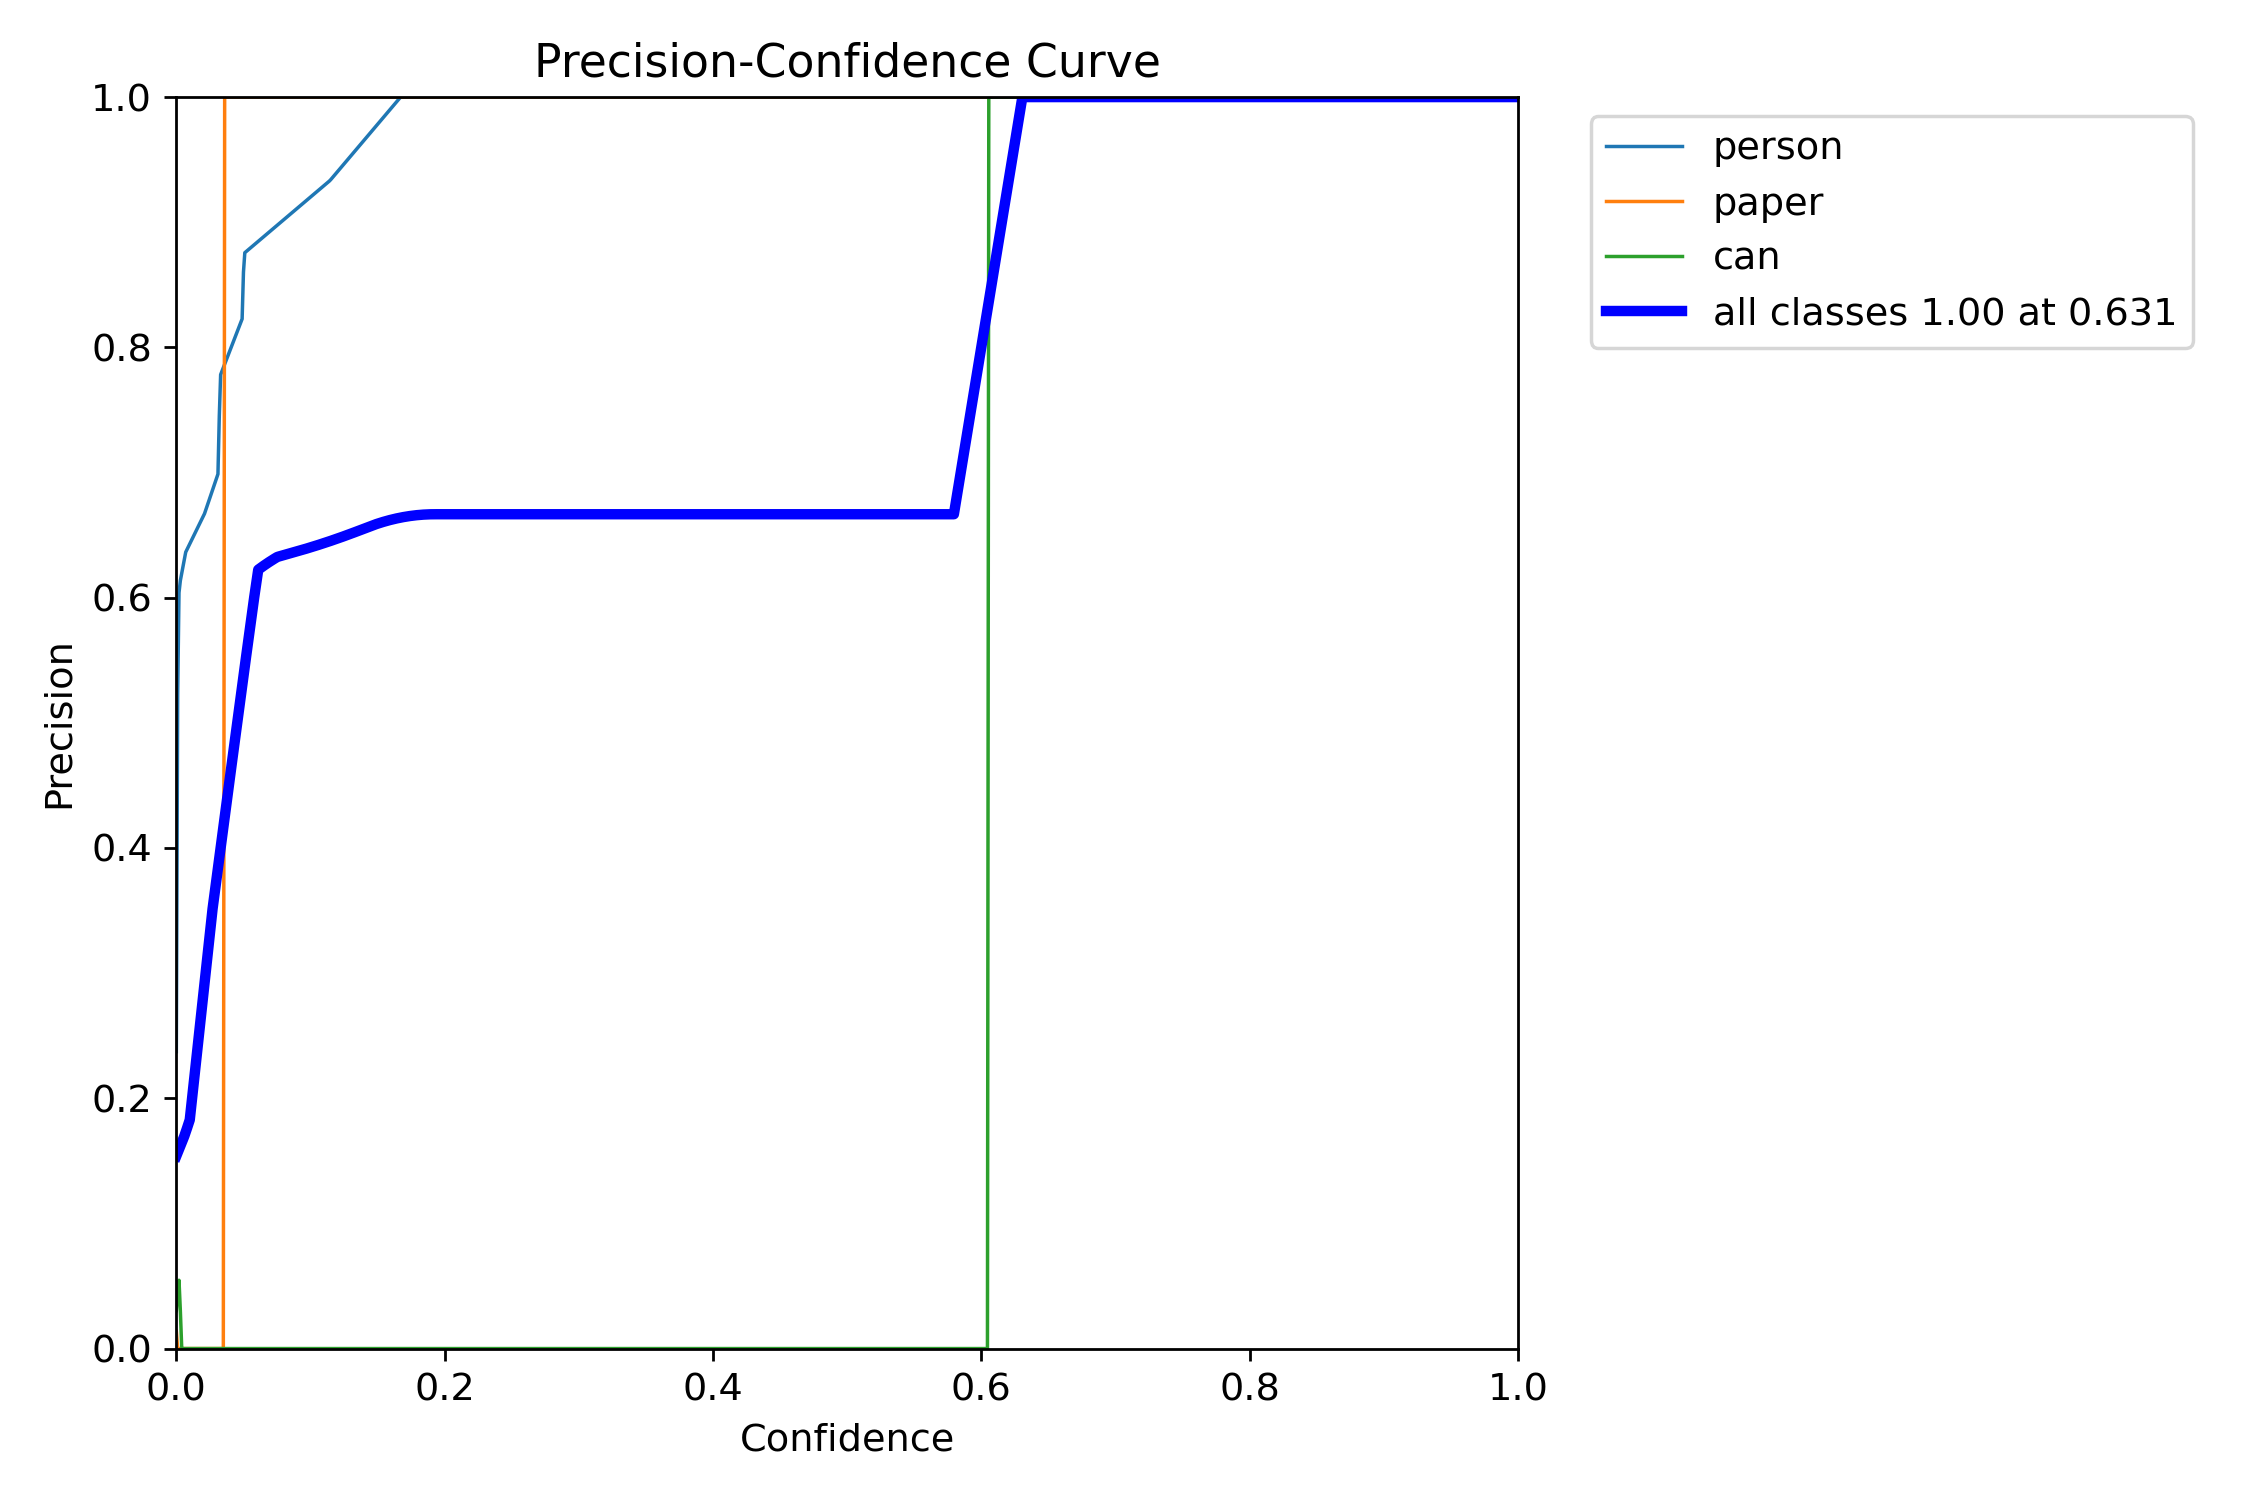 Precision-Confidence Curve
1.0
0.8
0.6
0.4
0.2
0.0
Precision
0.0 0.2 0.4 0.6 0.8 1.0
Confidence
person
paper
can
all classes 1.00 at 0.631